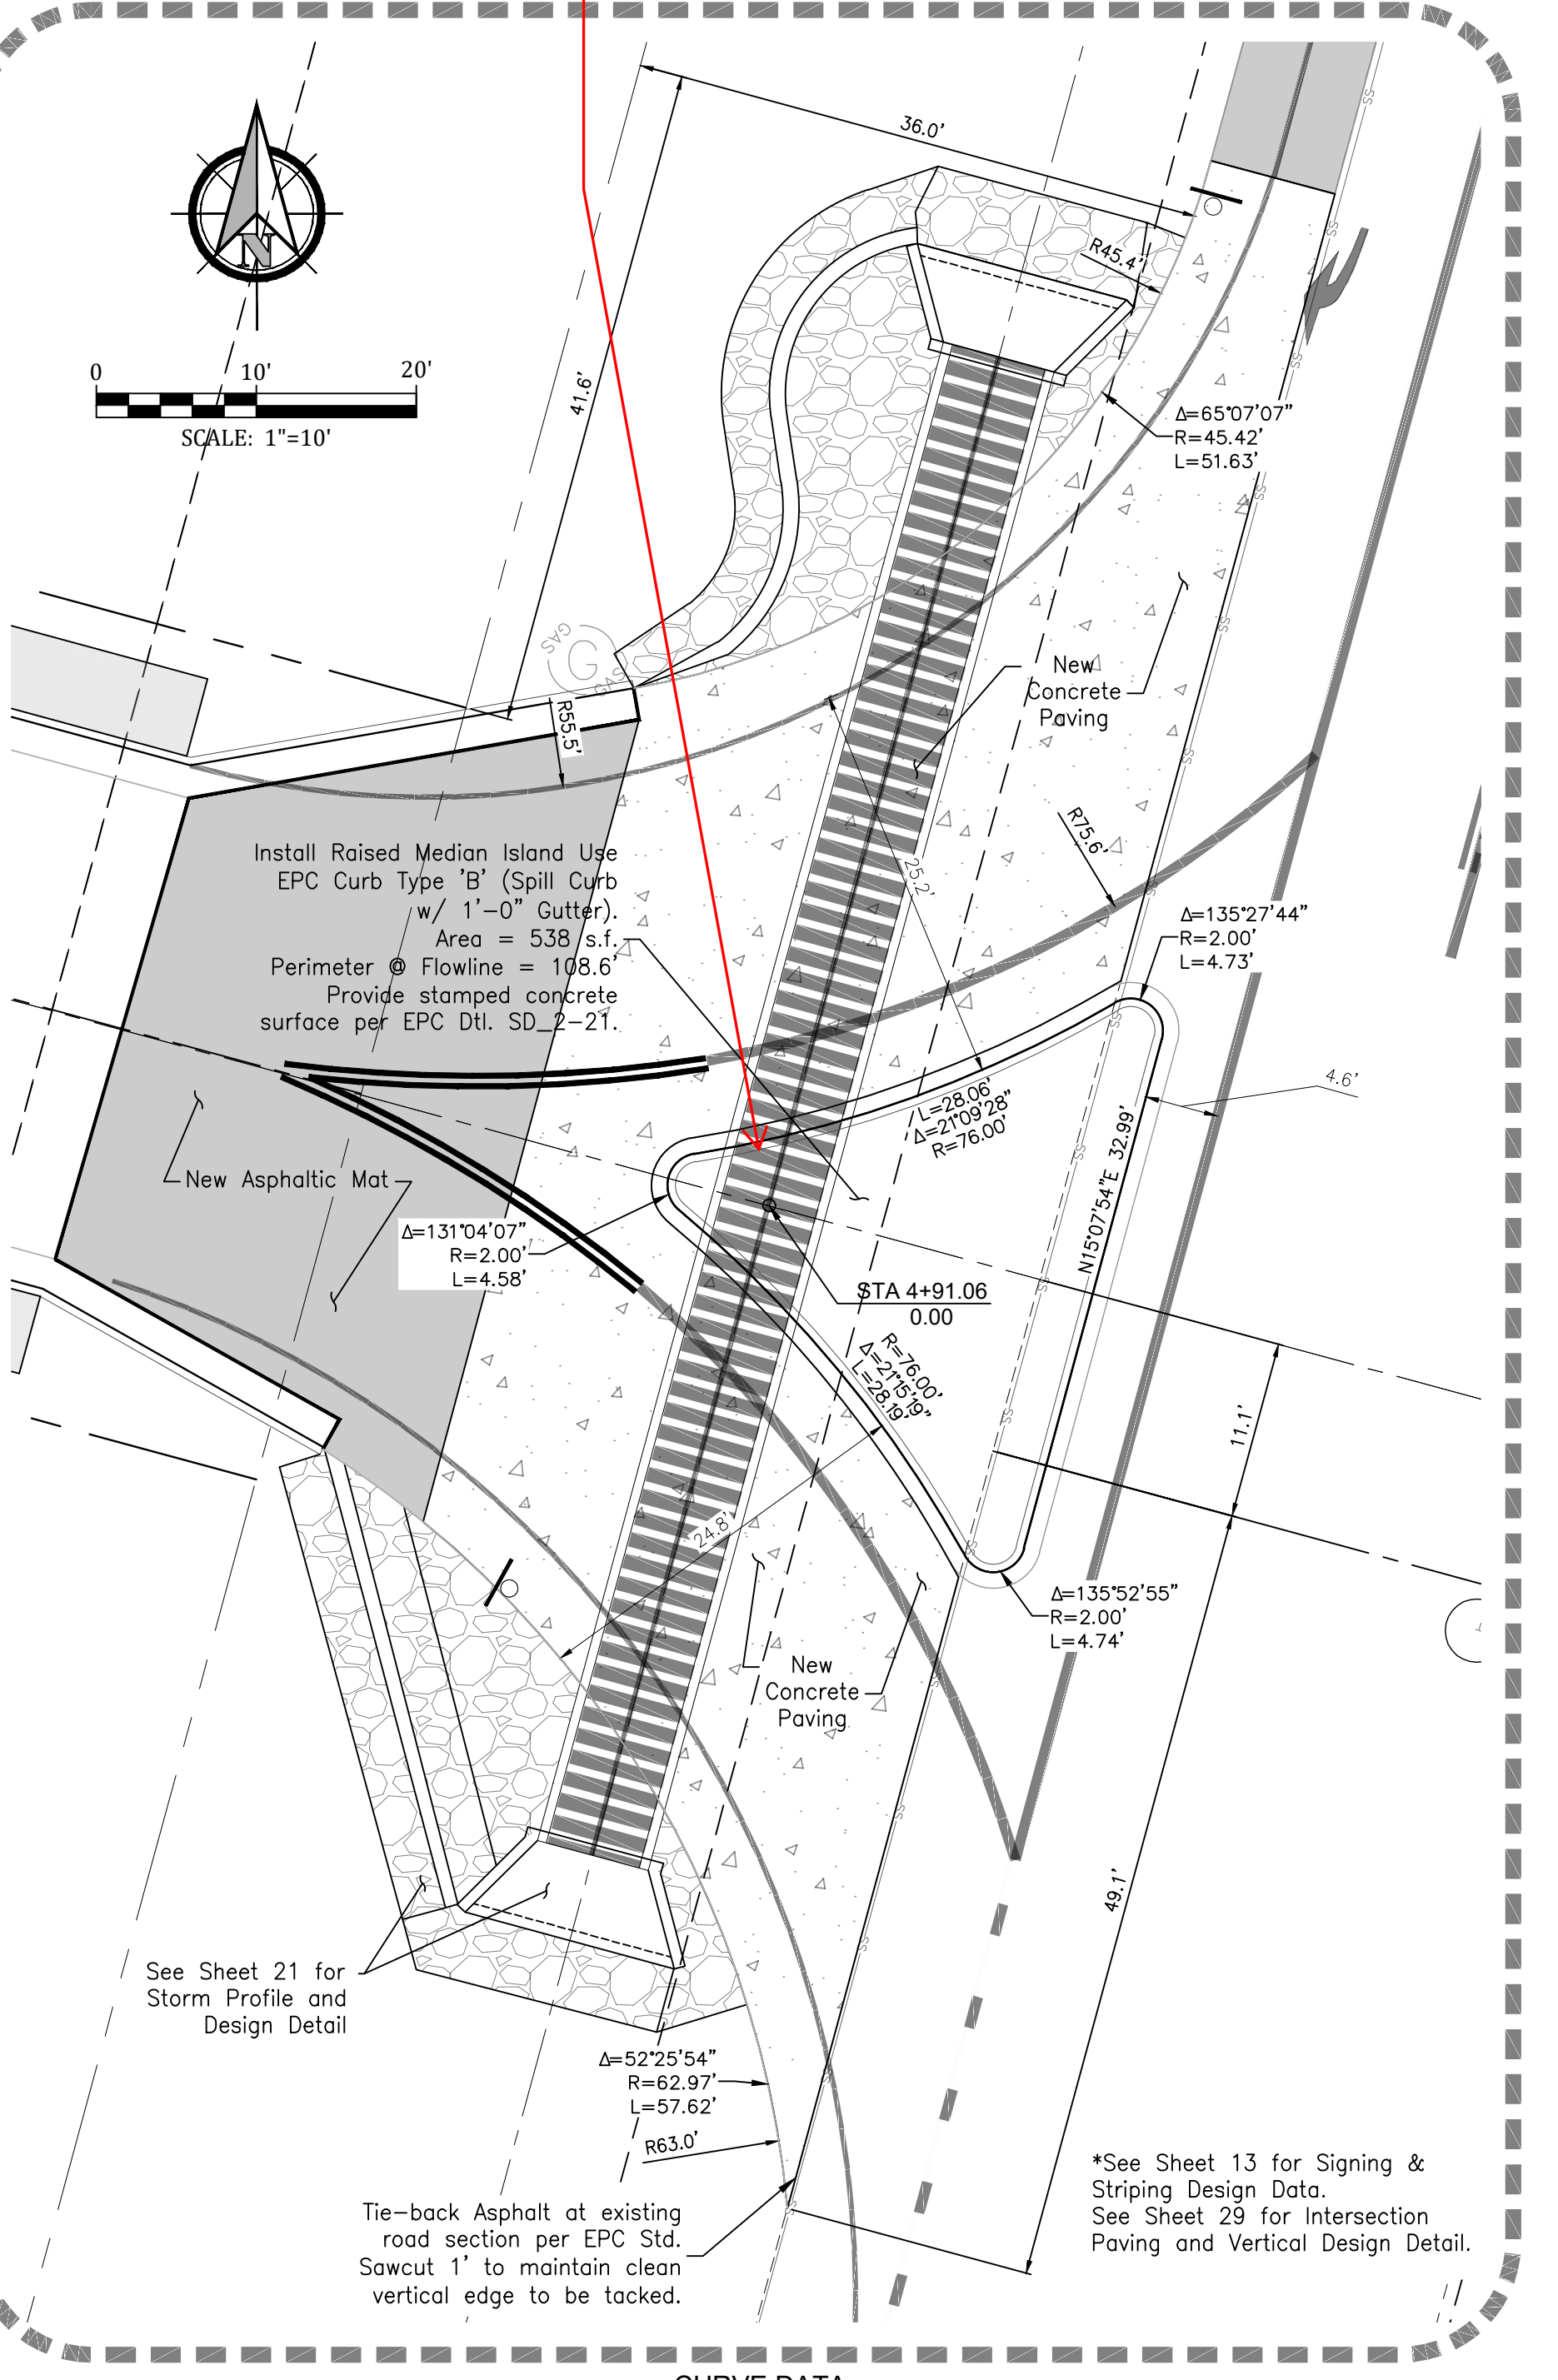 36.0'
N
R45.4'
0 10' 20'
SCALE: 1"=10'
41.6'
Δ=65°07'07"
R=45.42'
L=51.63'
SS
GAS
G
GAS
New
Concrete
Paving
R55.5'
Install Raised Median Island Use
EPC Curb Type 'B' (Spill Curb
w/ 1'-0" Gutter).
Area = 538 s.f.
Perimeter @ Flowline = 108.6'
Provide stamped concrete
surface per EPC Dtl. SD_2-21.
25.2'
R75.6'
Δ=135°27'44"
R=2.00'
L=4.73'
L=28.06'
Δ=21°09'28"
R=76.00'
4.6'
N15°07'54"E 32.99'
New Asphaltic Mat
Δ=131°04'07"
R=2.00'
L=4.58'
STA 4+91.06
0.00
R=76.00'
Δ=21°15'19"
L=28.19'
11.1'
24.8'
Δ=135°52'55"
R=2.00'
L=4.74'
New
Concrete
Paving
49.1'
See Sheet 21 for
Storm Profile and
Design Detail
Δ=52°25'54"
R=62.97'
L=57.62'
R63.0'
Tie-back Asphalt at existing
road section per EPC Std.
Sawcut 1' to maintain clean
vertical edge to be tacked.
*See Sheet 13 for Signing &
Striping Design Data.
See Sheet 29 for Intersection
Paving and Vertical Design Detail.
CURVE DATA